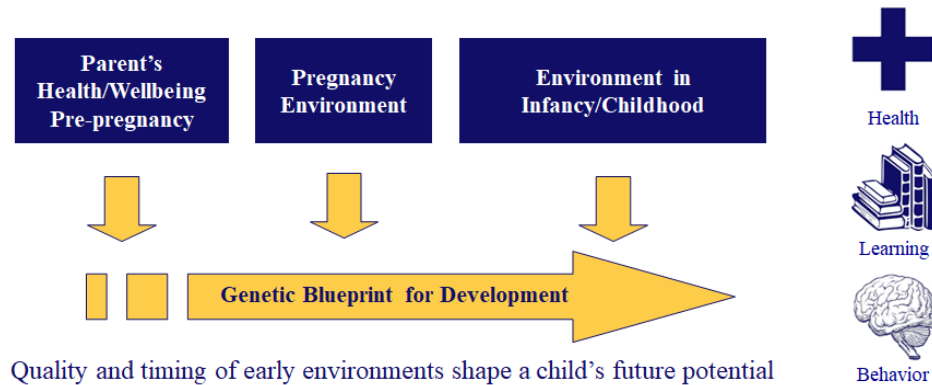 Parent's
Health/Wellbeing
Pre-pregnancy
Pregnancy
Environment
Environment in
Infancy/Childhood
Health
Learning
Genetic Blueprint for Development
Quality and timing of early environments shape a child's future potential
Behavior